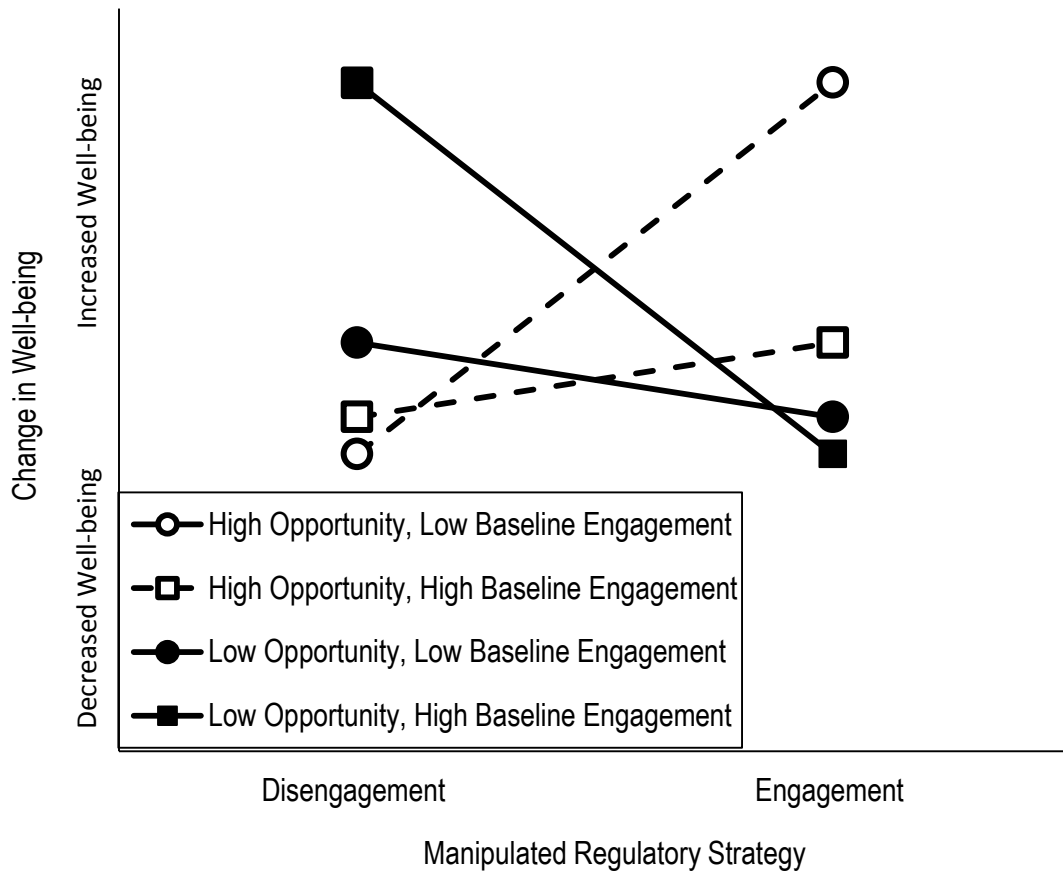 Change in Well-being
Increased Well-being
Decreased Well-being
High Opportunity, Low Baseline Engagement
High Opportunity, High Baseline Engagement
Low Opportunity, Low Baseline Engagement
Low Opportunity, High Baseline Engagement
Disengagement
Engagement
Manipulated Regulatory Strategy